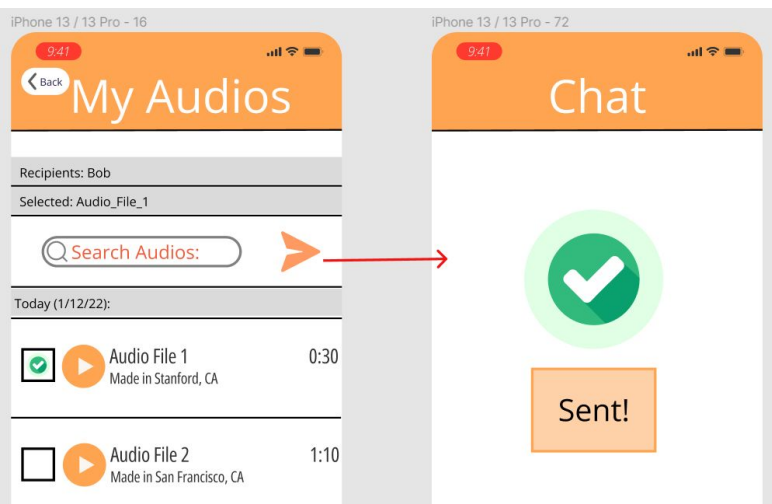 iPhone 13 / 13 Pro - 16
9:41
Back
My Audios
Recipients: Bob
Selected: Audio_File_1
Search Audios:
Today (1/12/22):
Audio File 1 0:30
Made in Stanford, CA
Audio File 2 1:10
Made in San Francisco, CA
iPhone 13 / 13 Pro - 72
9:41
Chat
Sent!